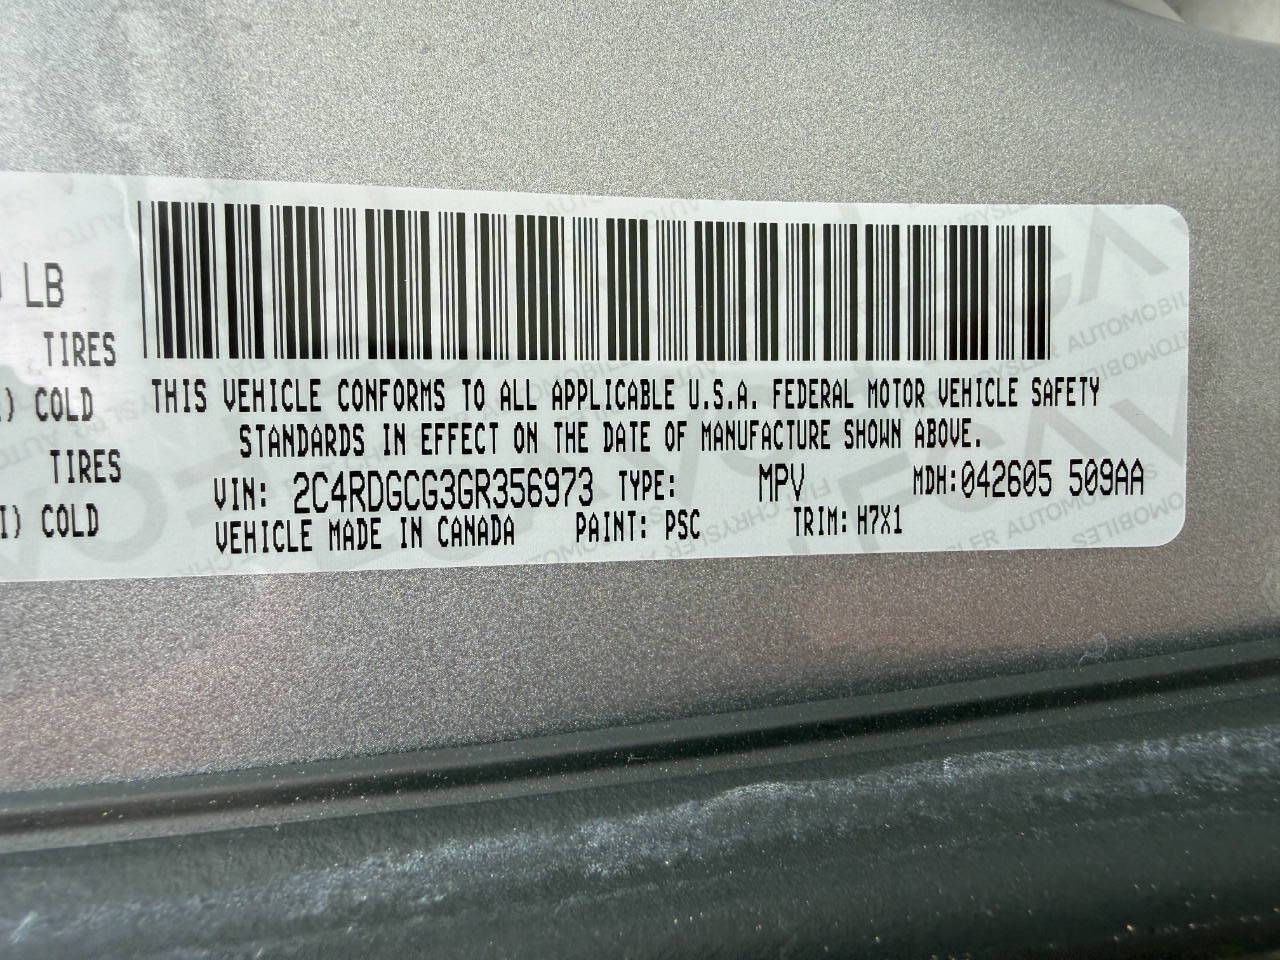 LB
TIRES
) COLD
TIRES
I) COLD
THIS VEHICLE CONFORMS TO ALL APPLICABLE U.S.A. FEDERAL MOTOR VEHICLE SAFETY
STANDARDS IN EFFECT ON THE DATE OF MANUFACTURE SHOWN ABOVE.
VIN: 2C4RDGCG3GR356973 TYPE: MPV MDH:042605 509AA
VEHICLE MADE IN CANADA PAINT: PSC TRIM: H7X1